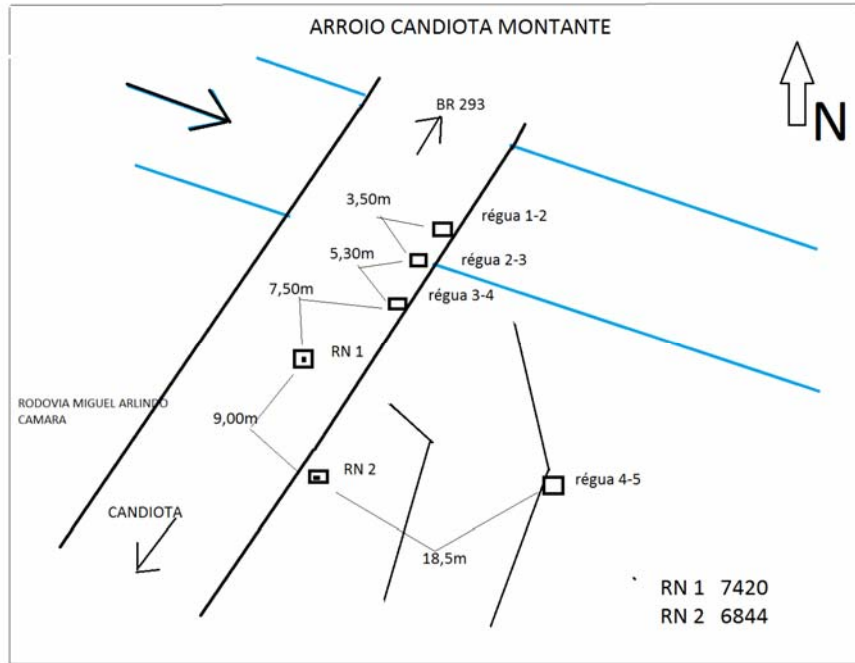 ARROIO CANDIOTA MONTANTE
BR 293
N
3,50m
régua 1-2
5,30m
régua 2-3
7,50m
régua 3-4
RN 1
RODOVIA MIGUEL ARLINDO
CAMARA
9,00m
RN 2
régua 4-5
CANDIOTA
18,5m
RN 1 7420
RN 2 6844